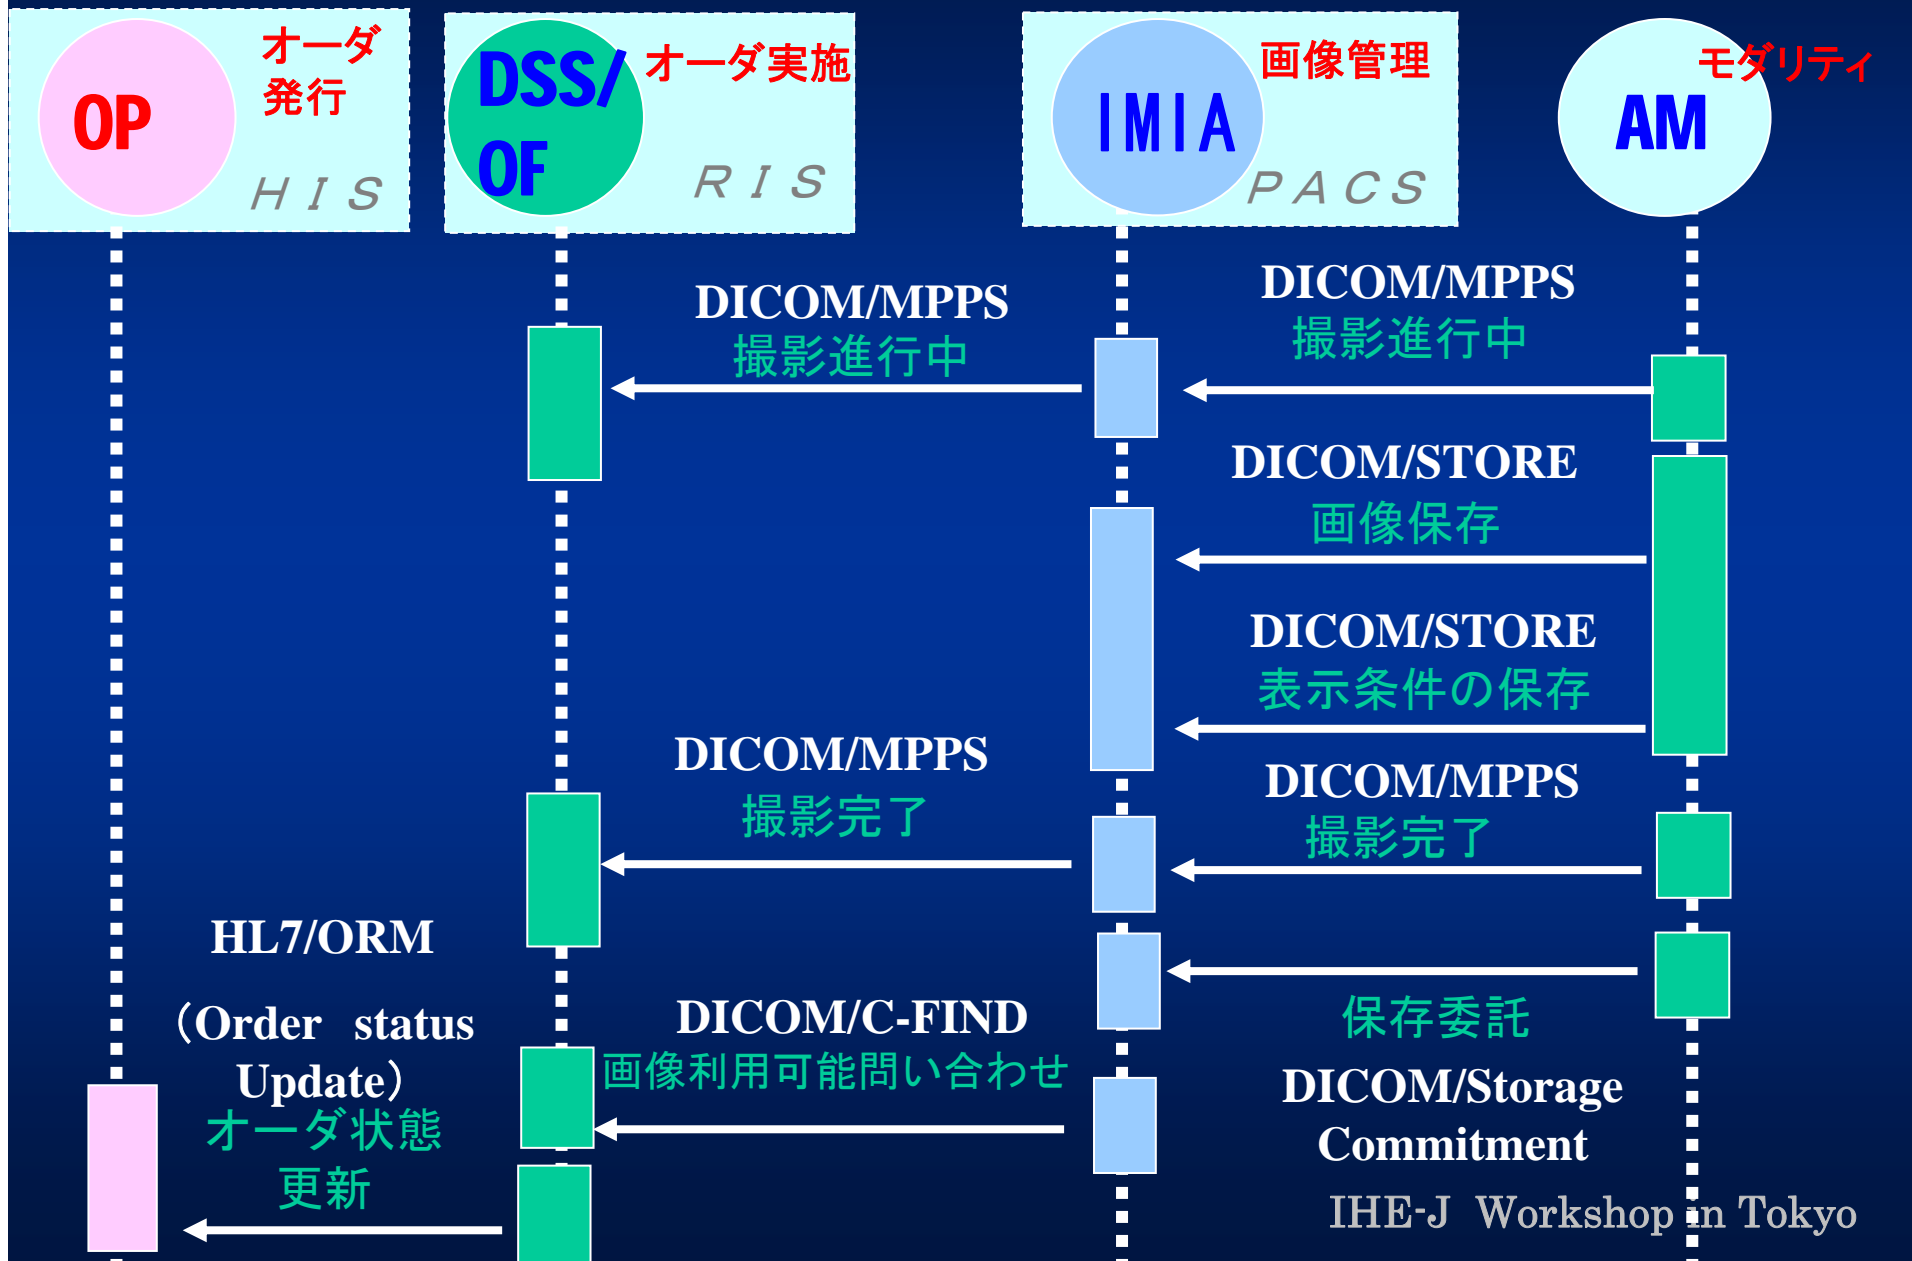 オーダ
発行
OP
ＨＩＳ
DSS/
OF
オーダ実施
ＲＩＳ
画像管理
ＩＭＩＡ
ＰＡＣＳ
モダリティ
AM
DICOM/MPPS
撮影進行中
DICOM/MPPS
撮影進行中
DICOM/STORE
画像保存
DICOM/STORE
表示条件の保存
DICOM/MPPS
撮影完了
DICOM/MPPS
撮影完了
HL7/ORM
（Order status
Update）
オーダ状態
更新
DICOM/C-FIND
画像利用可能問い合わせ
保存委託
DICOM/Storage
Commitment
IHE-J Workshop in Tokyo